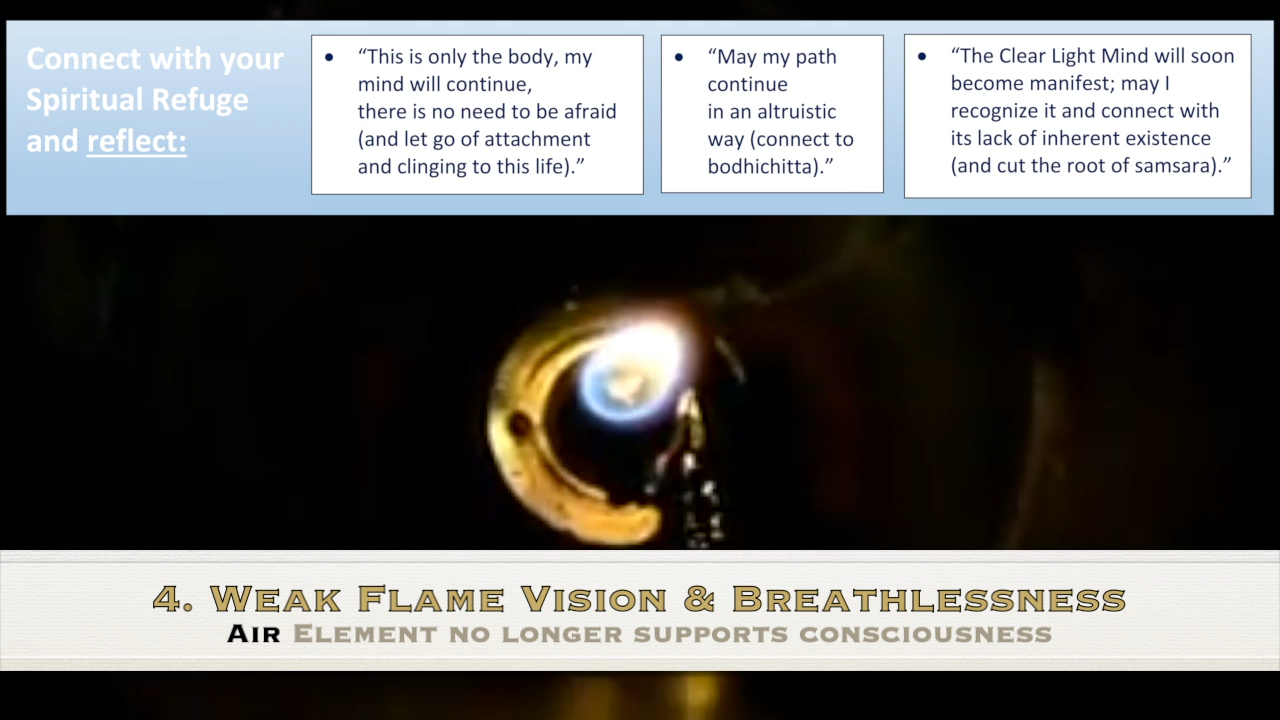 Connect with your
Spiritual Refuge
and reflect:
• “This is only the body, my
mind will continue,
there is no need to be afraid
(and let go of attachment
and clinging to this life).”
• “May my path
continue
in an altruistic
way (connect to
bodhichitta).”
• “The Clear Light Mind will soon
become manifest; may I
recognize it and connect with
its lack of inherent existence
(and cut the root of samsara).”
4. Weak Flame Vision & Breathlessness
Air Element no longer supports consciousness